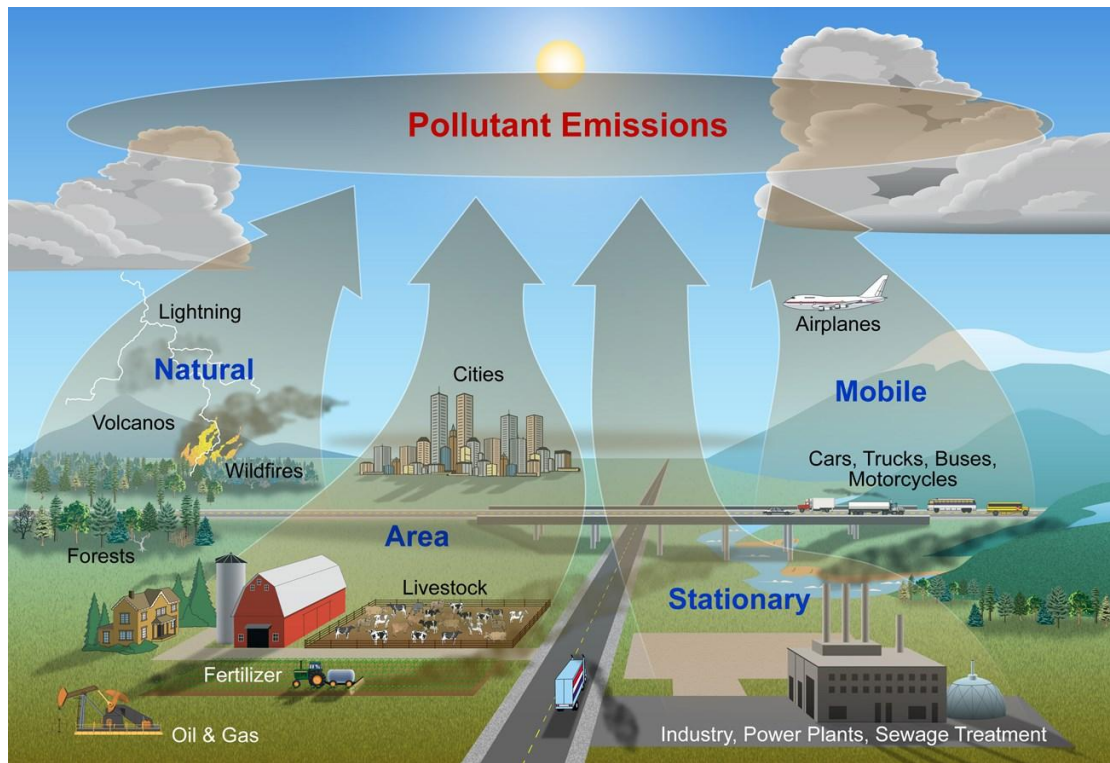 Pollutant Emissions
Lightning
Natural
Volcanos
Wildfires
Forests
Cities
Area
Livestock
Fertilizer
Oil & Gas
Airplanes
Mobile
Cars, Trucks, Buses,
Motorcycles
Stationary
Industry, Power Plants, Sewage Treatment